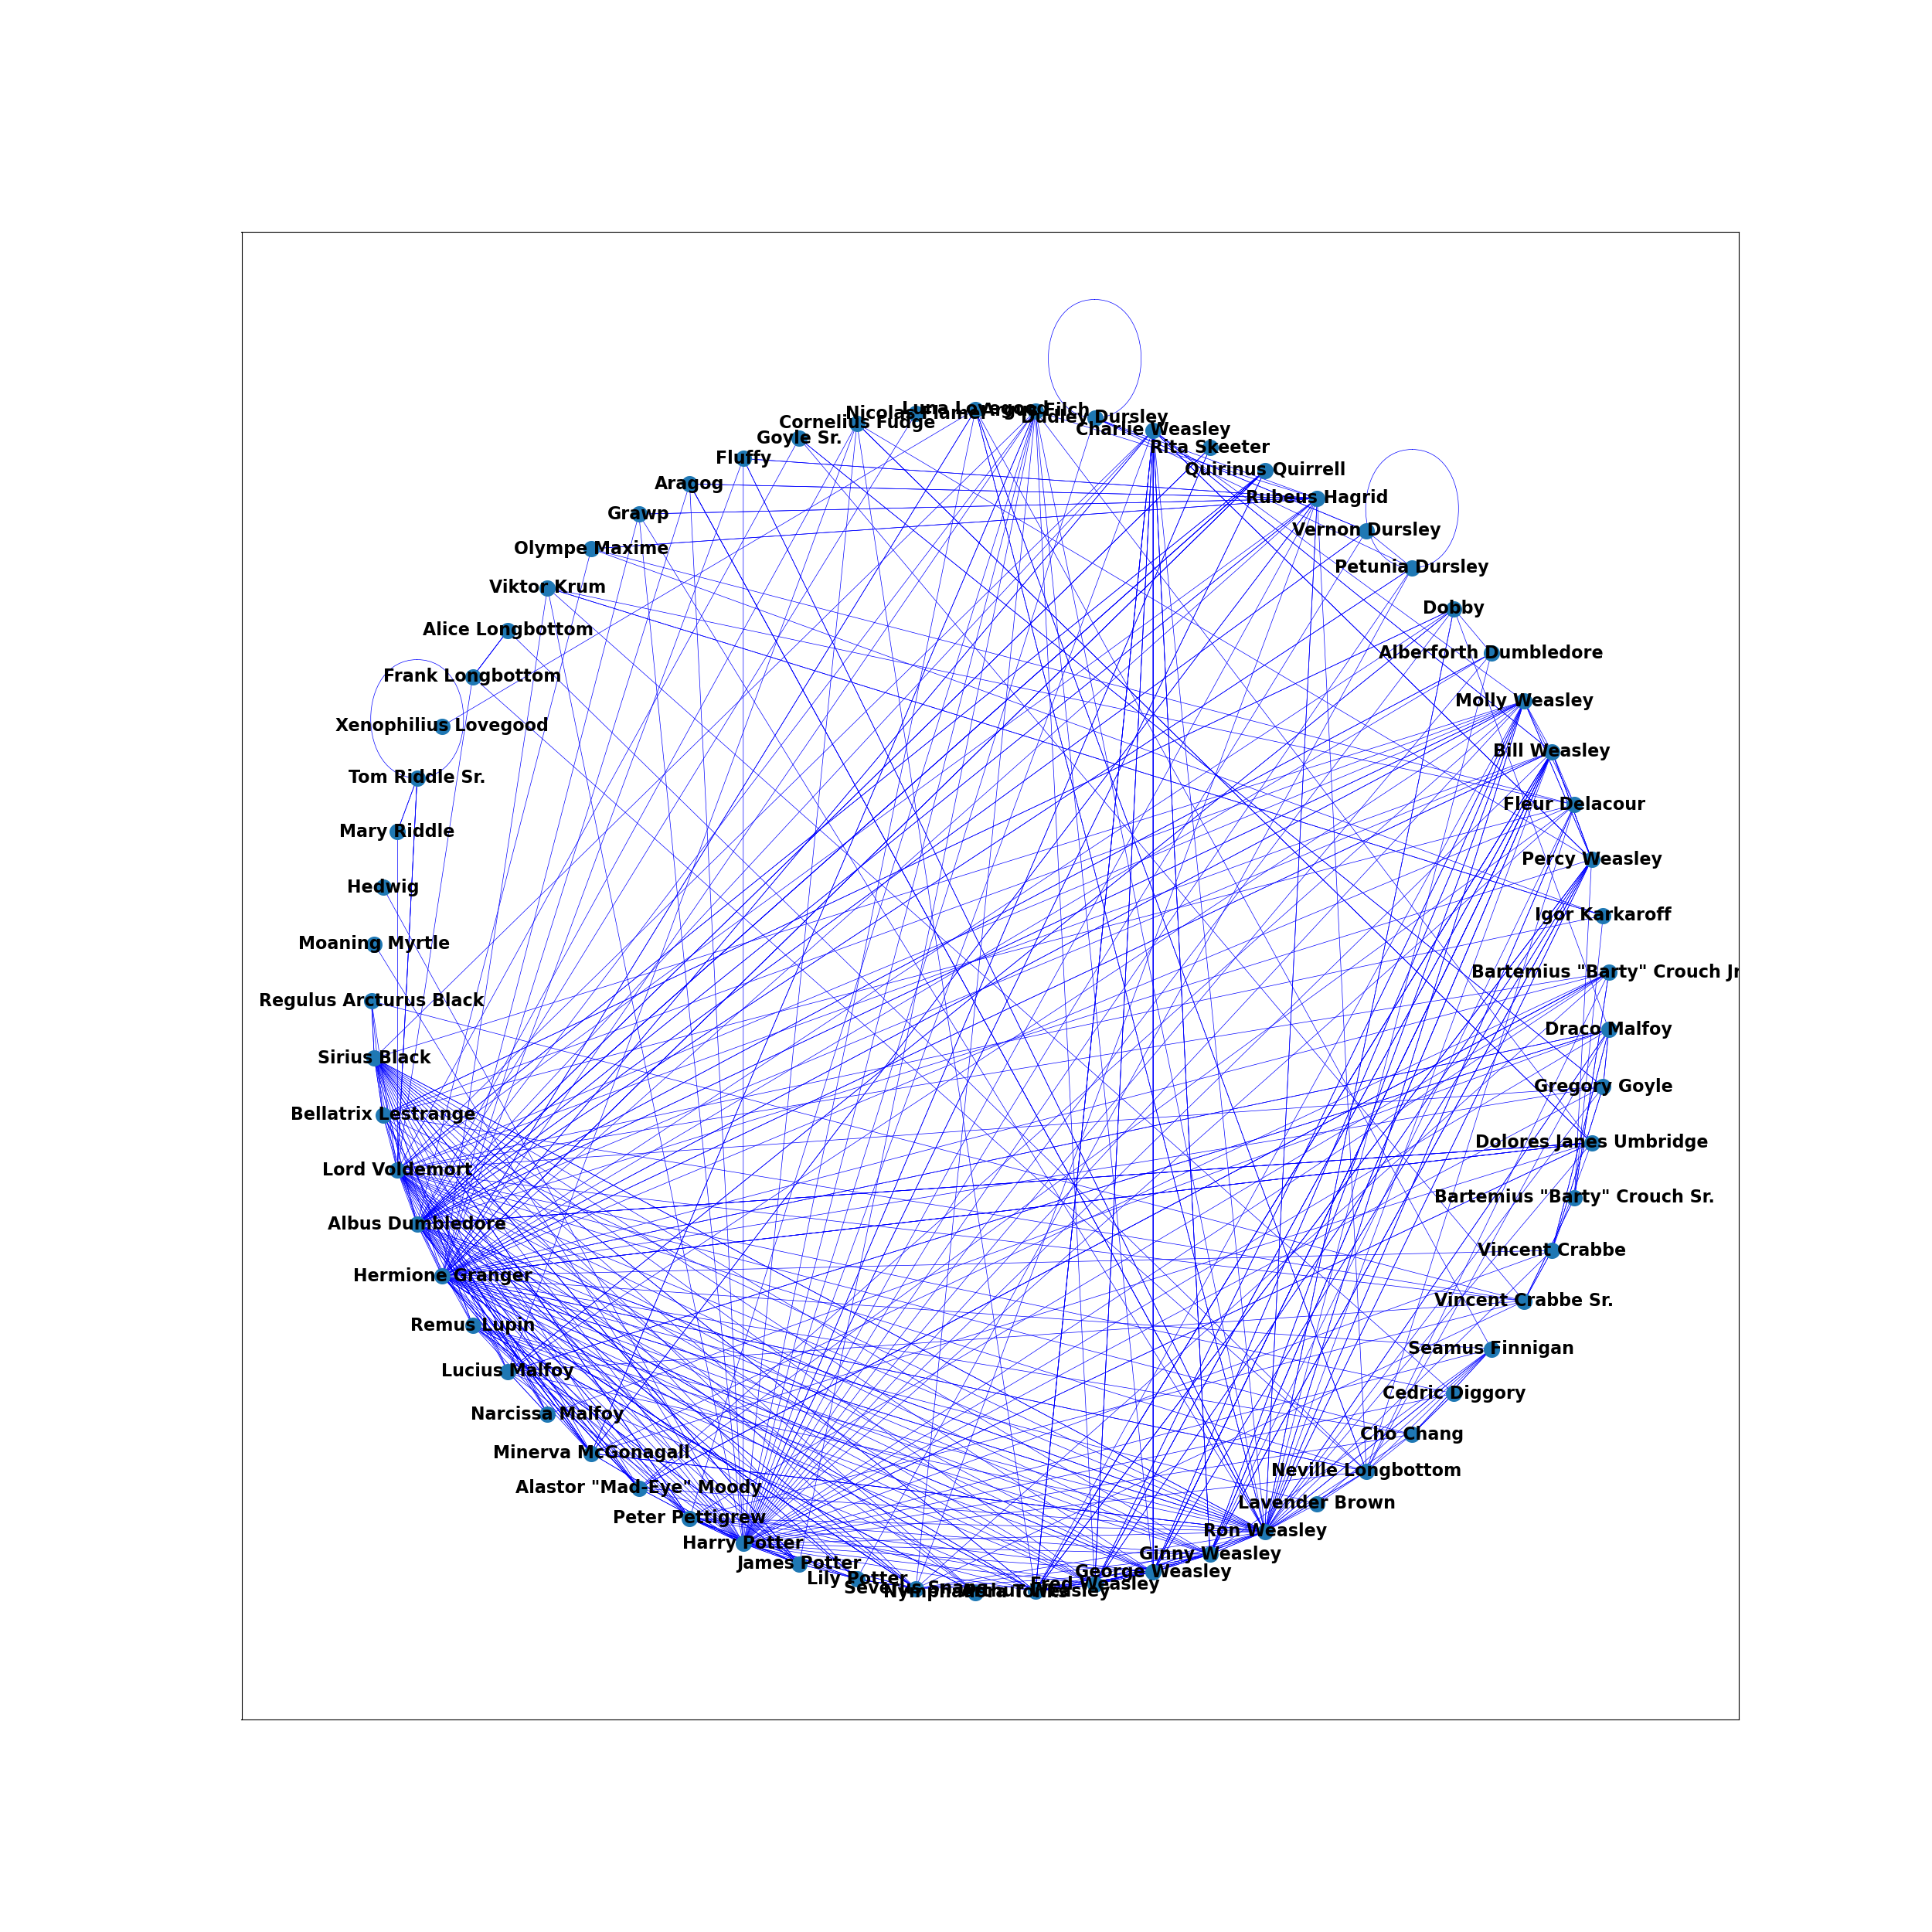 Luna Lovegood
Filch
Nicolas Flamel
Dudley Dursley
Cornelius Fudge
Charlie Weasley
Goyle Sr.
Rita Skeeter
Fluffy
Quirinus Quirrell
Aragog
Rubeus Hagrid
Grawp
Vernon Dursley
Olympe Maxime
Petunia Dursley
Viktor Krum
Dobby
Alice Longbottom
Alberforth Dumbledore
Frank Longbottom
Molly Weasley
Xenophilius Lovegood
Bill Weasley
Tom Riddle Sr.
Fleur Delacour
Mary Riddle
Percy Weasley
Hedwig
Igor Karkaroff
Moaning Myrtle
Bartemius "Barty" Crouch Jr
Regulus Arcturus Black
Draco Malfoy
Sirius Black
Gregory Goyle
Bellatrix Lestrange
Dolores Janes Umbridge
Lord Voldemort
Bartemius "Barty" Crouch Sr.
Albus Dumbledore
Vincent Crabbe
Hermione Granger
Vincent Crabbe Sr.
Remus Lupin
Seamus Finnigan
Lucius Malfoy
Cedric Diggory
Narcissa Malfoy
Cho Chang
Minerva McGonagall
Neville Longbottom
Alastor "Mad-Eye" Moody
Lavender Brown
Peter Pettigrew
Ron Weasley
Harry Potter
Ginny Weasley
James Potter
George Weasley
Lily Potter
Fred Weasley
Severus Snape
Weasley